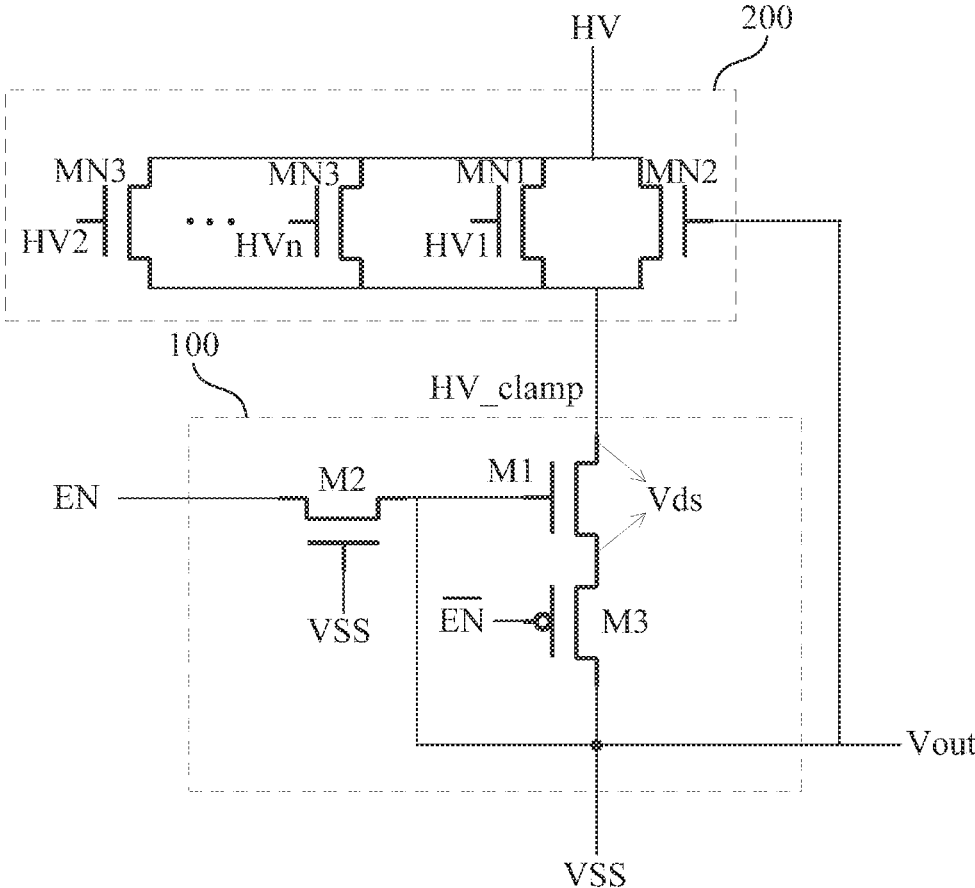 HV
200
MN3
MN3
MN1
MN2
HV2
...
HVn
HV1
100
HV_clamp
M2
M1
EN
Vds
VSS
E̅N̅
M3
Vout
VSS